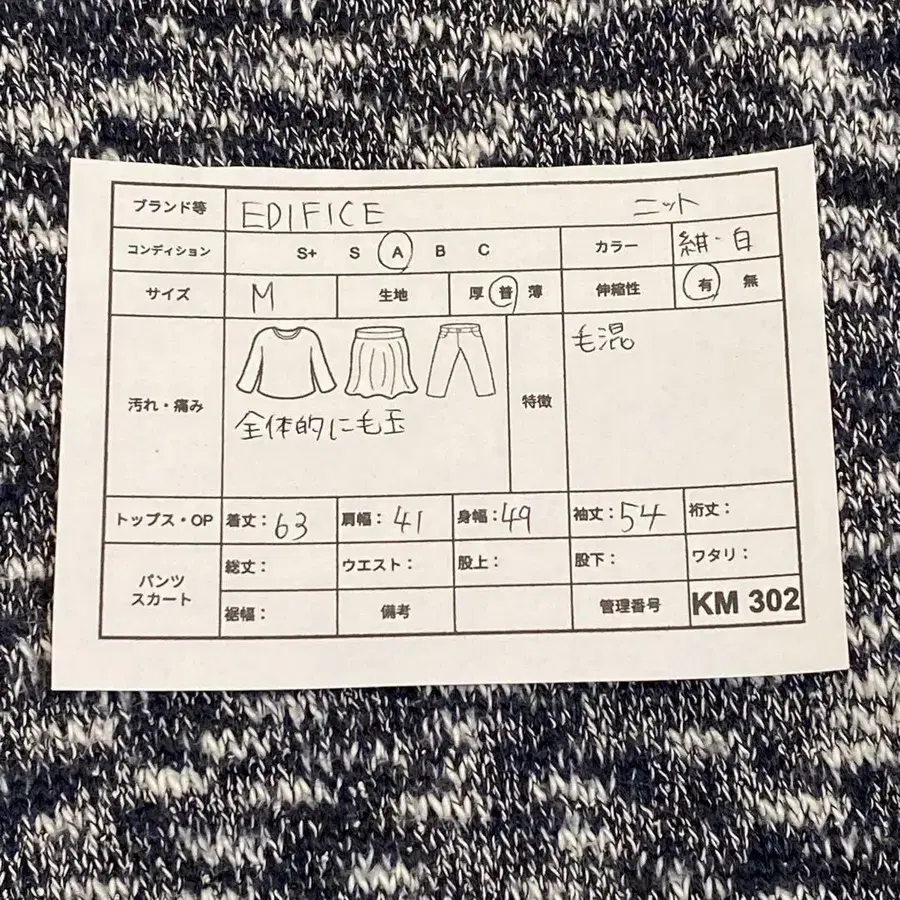 ブランド等 EDIFICE ニット
コンディション S+ S A B C カラー 紺・白
サイズ M 生地 厚 普 薄 伸縮性 有 無
汚れ・痛み 全体的に毛玉 特徴 毛混
トップス・OP 着丈：63 肩幅：41 身幅：49 袖丈：54 裄丈：
パンツ
スカート
総丈： ウエスト： 股上： 股下： ワタリ：
裾幅： 備考 管理番号 KM 302